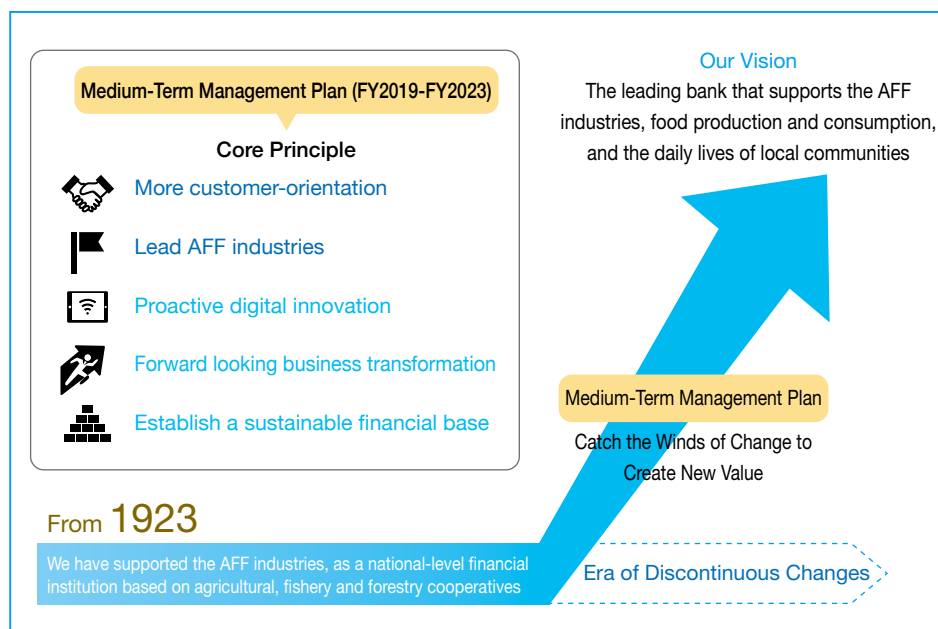 Medium-Term Management Plan (FY2019-FY2023)
Core Principle
More customer-orientation
Lead AFF industries
Proactive digital innovation
Forward looking business transformation
Establish a sustainable financial base
Our Vision
The leading bank that supports the AFF
industries, food production and consumption,
and the daily lives of local communities
Medium-Term Management Plan
Catch the Winds of Change to
Create New Value
From 1923
We have supported the AFF industries, as a national-level financial
institution based on agricultural, fishery and forestry cooperatives
Era of Discontinuous Changes